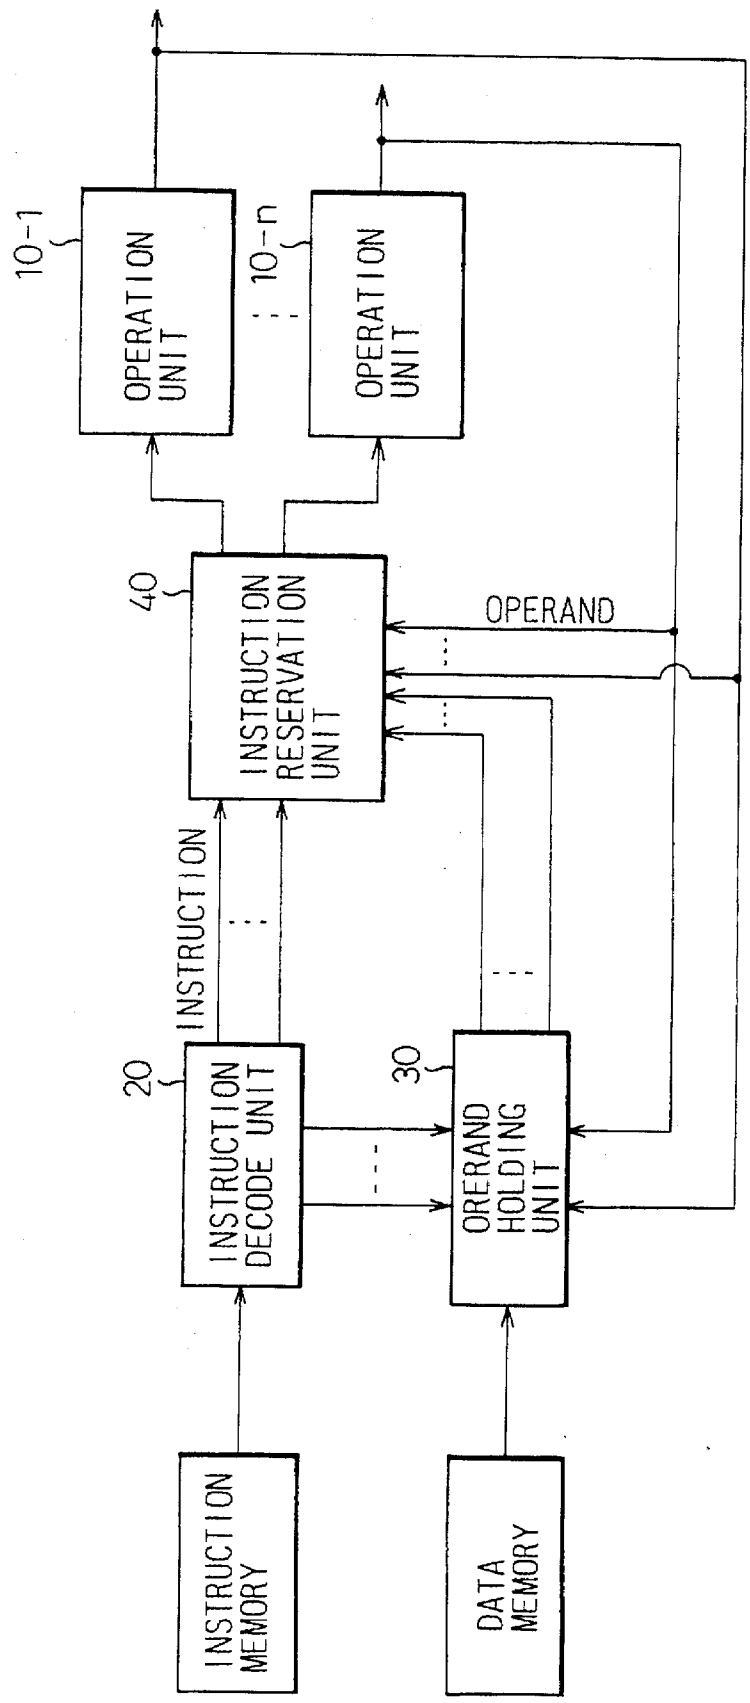 INSTRUCTION
MEMORY
DATA
MEMORY
20
INSTRUCTION
DECODE UNIT
30
ORERAND
HOLDING
UNIT
INSTRUCTION
40
INSTRUCTION
RESERVATION
UNIT
OPERAND
10-1
OPERATION
UNIT
10-n
OPERATION
UNIT